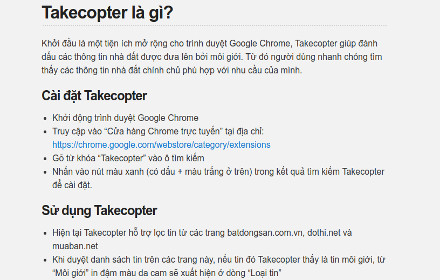 Takecopter là gì?
Khởi đầu là một tiện ích mở rộng cho trình duyệt Google Chrome, Takecopter giúp đánh
dấu các thông tin nhà đất được đưa lên bởi môi giới. Từ đó người dùng nhanh chóng tìm
thấy các thông tin nhà đất chính chủ phù hợp với nhu cầu của mình.
Cài đặt Takecopter
• Khởi động trình duyệt Google Chrome
• Truy cập vào “Cửa hàng Chrome trực tuyến” tại địa chỉ:
https://chrome.google.com/webstore/category/extensions
• Gõ từ khóa “Takecopter” vào ô tìm kiếm
• Nhấn vào nút màu xanh (có dấu + màu trắng ở trên) trong kết quả tìm kiếm Takecopter
để cài đặt.
Sử dụng Takecopter
• Hiện tại Takecopter hỗ trợ lọc tin từ các trang batdongsan.com.vn, dothi.net và
muaban.net
• Khi duyệt danh sách tin trên các trang này, nếu tin đó Takecopter thấy là tin môi giới, từ
“Môi giới” in đậm màu da cam sẽ xuất hiện ở dòng “Loại tin”